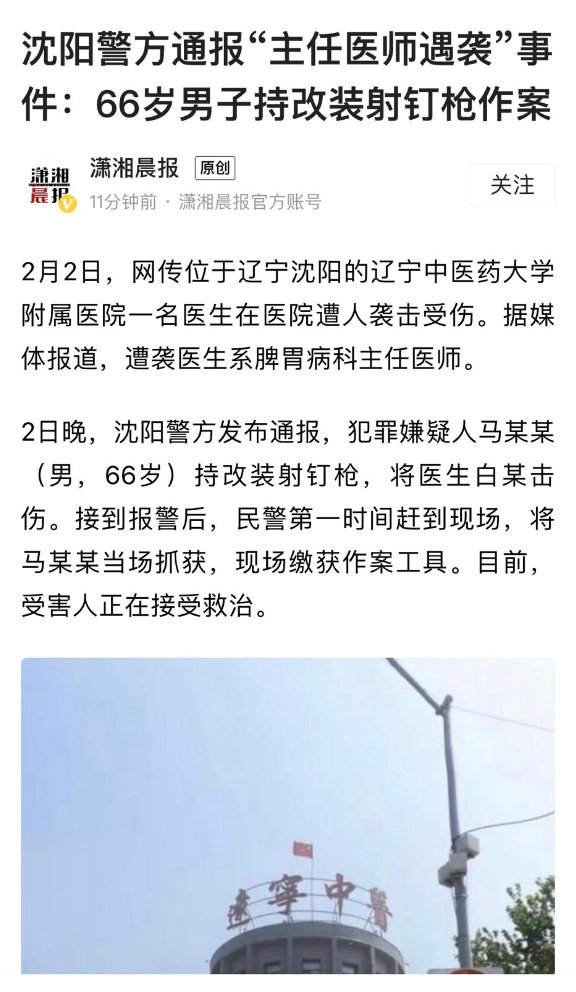 沈阳警方通报“主任医师遇袭”事
件：66岁男子持改装射钉枪作案
潇湘
晨报
潇湘晨报 原创
11分钟前 · 潇湘晨报官方账号
关注
2月2日，网传位于辽宁沈阳的辽宁中医药大学
附属医院一名医生在医院遭人袭击受伤。据媒
体报道，遭袭医生系脾胃病科主任医师。
2日晚，沈阳警方发布通报，犯罪嫌疑人马某某
（男，66岁）持改装射钉枪，将医生白某击
伤。接到报警后，民警第一时间赶到现场，将
马某某当场抓获，现场缴获作案工具。目前，
受害人正在接受救治。
遼寧中醫